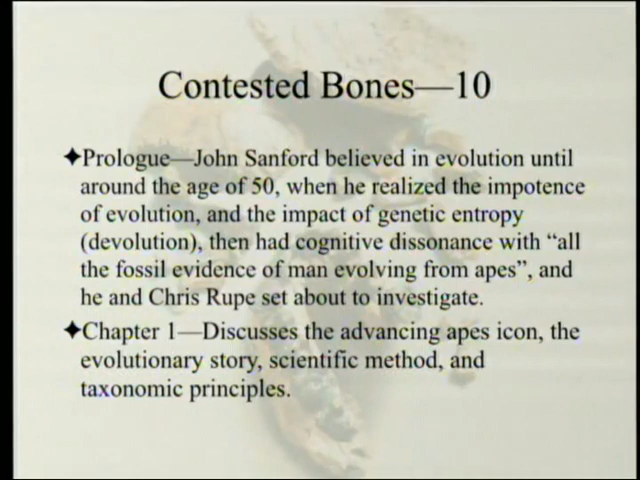 Contested Bones—10
✦Prologue—John Sanford believed in evolution until
around the age of 50, when he realized the impotence
of evolution, and the impact of genetic entropy
(devolution), then had cognitive dissonance with “all
the fossil evidence of man evolving from apes”, and
he and Chris Rupe set about to investigate.
✦Chapter 1—Discusses the advancing apes icon, the
evolutionary story, scientific method, and
taxonomic principles.